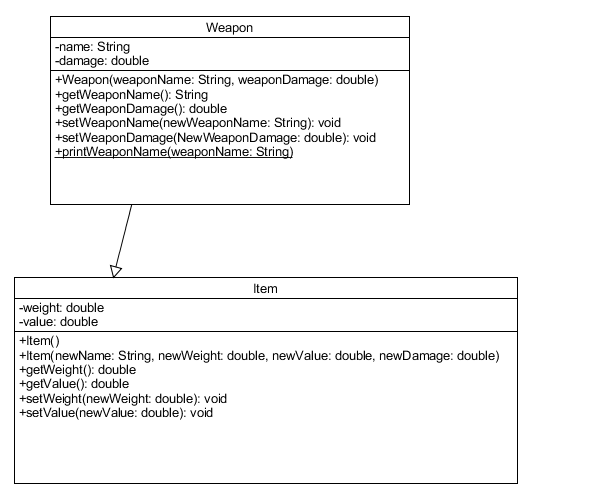 Weapon
-name: String
-damage: double
+Weapon(weaponName: String, weaponDamage: double)
+getWeaponName(): String
+getWeaponDamage(): double
+setWeaponName(newWeaponName: String): void
+setWeaponDamage(NewWeaponDamage: double): void
+printWeaponName(weaponName: String)
Item
-weight: double
-value: double
+Item()
+Item(newName: String, newWeight: double, newValue: double, newDamage: double)
+getWeight(): double
+getValue(): double
+setWeight(newWeight: double): void
+setValue(newValue: double): void